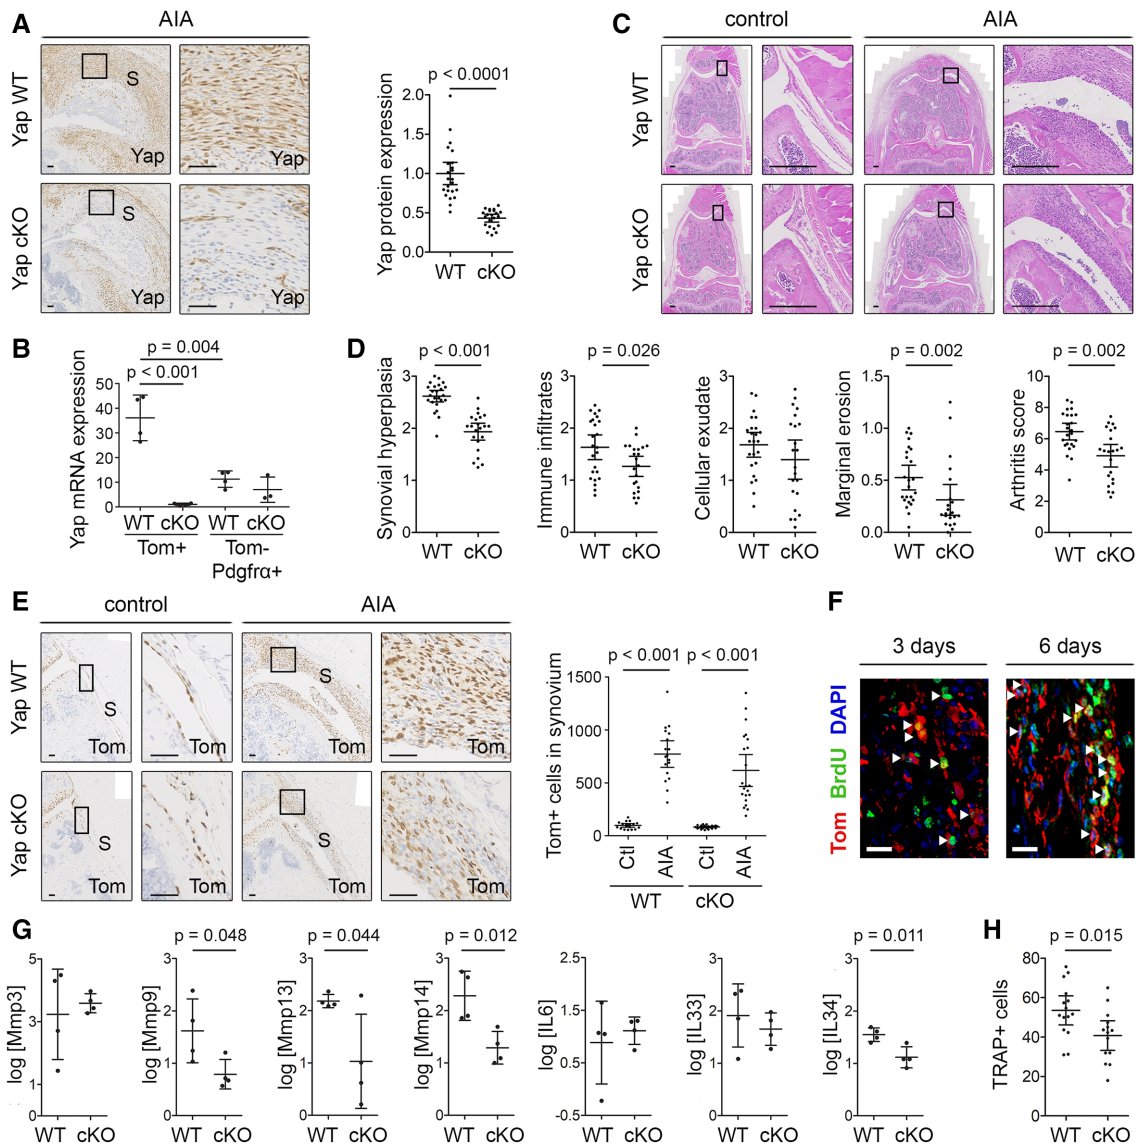 A
AIA
Yap WT
S
Yap
Yap
Yap cKO
S
Yap
Yap
p < 0.0001
Yap protein expression
2.0
1.5
1.0
0.5
0.0
WT cKO
C
control
AIA
Yap WT
Yap cKO
B
p = 0.004
p < 0.001
Yap mRNA expression
50
40
30
20
10
0
WT cKO WT cKO
Tom+ Tom-
Pdgfrα+
D
p < 0.001
Synovial hyperplasia
3
2
1
0
WT cKO
p = 0.026
Immune infiltrates
3
2
1
0
WT cKO
Cellular exudate
3
2
1
0
WT cKO
p = 0.002
Marginal erosion
1.5
1.0
0.5
0.0
WT cKO
p = 0.002
Arthritis score
10
8
6
4
2
0
WT cKO
E
control
AIA
Yap WT
S
Tom
Tom
S
Tom
Tom
Yap cKO
S
Tom
Tom
S
Tom
Tom
p < 0.001 p < 0.001
Tom+ cells in synovium
1500
1000
500
0
Ctl AIA Ctl AIA
WT cKO
F
3 days
6 days
Tom BrdU DAPI
G
log [Mmp3]
5
3
1
0
WT cKO
p = 0.048
log [Mmp9]
3
2
1
0
WT cKO
p = 0.044
log [Mmp13]
3
2
1
0
WT cKO
p = 0.012
log [Mmp14]
3
2
1
0
WT cKO
log [IL6]
2.5
1.5
0.5
-0.5
WT cKO
log [IL33]
3
2
1
0
WT cKO
p = 0.011
log [IL34]
3
2
1
0
WT cKO
H
p = 0.015
TRAP+ cells
80
60
40
20
0
WT cKO